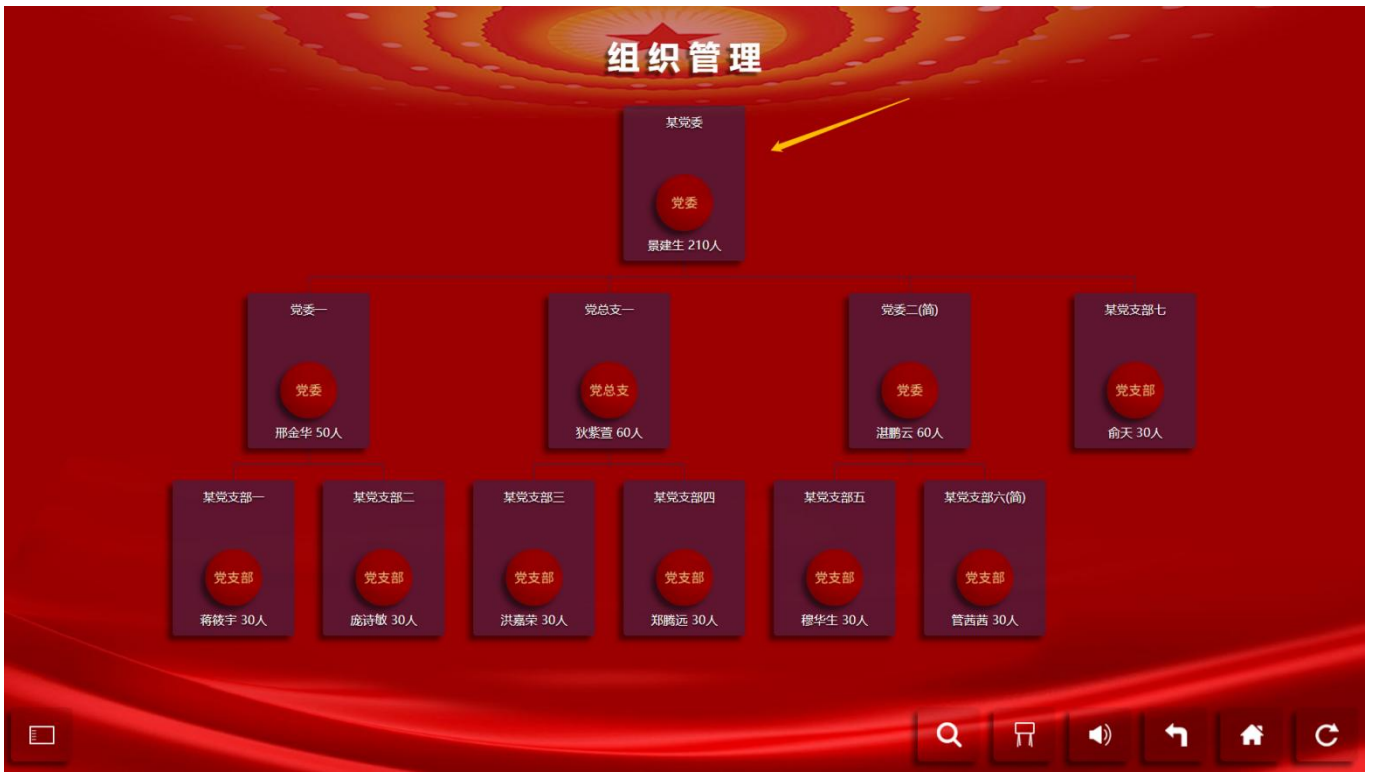 组织管理
某党委
党委
景建生 210人
党委一
党总支一
党委二(简)
某党支部七
党委
党总支
党委
党支部
邢金华 50人
狄紫萱 60人
湛鹏云 60人
俞天 30人
某党支部一
某党支部二
某党支部三
某党支部四
某党支部五
某党支部六(简)
党支部
党支部
党支部
党支部
党支部
党支部
蒋筱宇 30人
庞诗敏 30人
洪嘉荣 30人
郑腾远 30人
穆华生 30人
管茜茜 30人